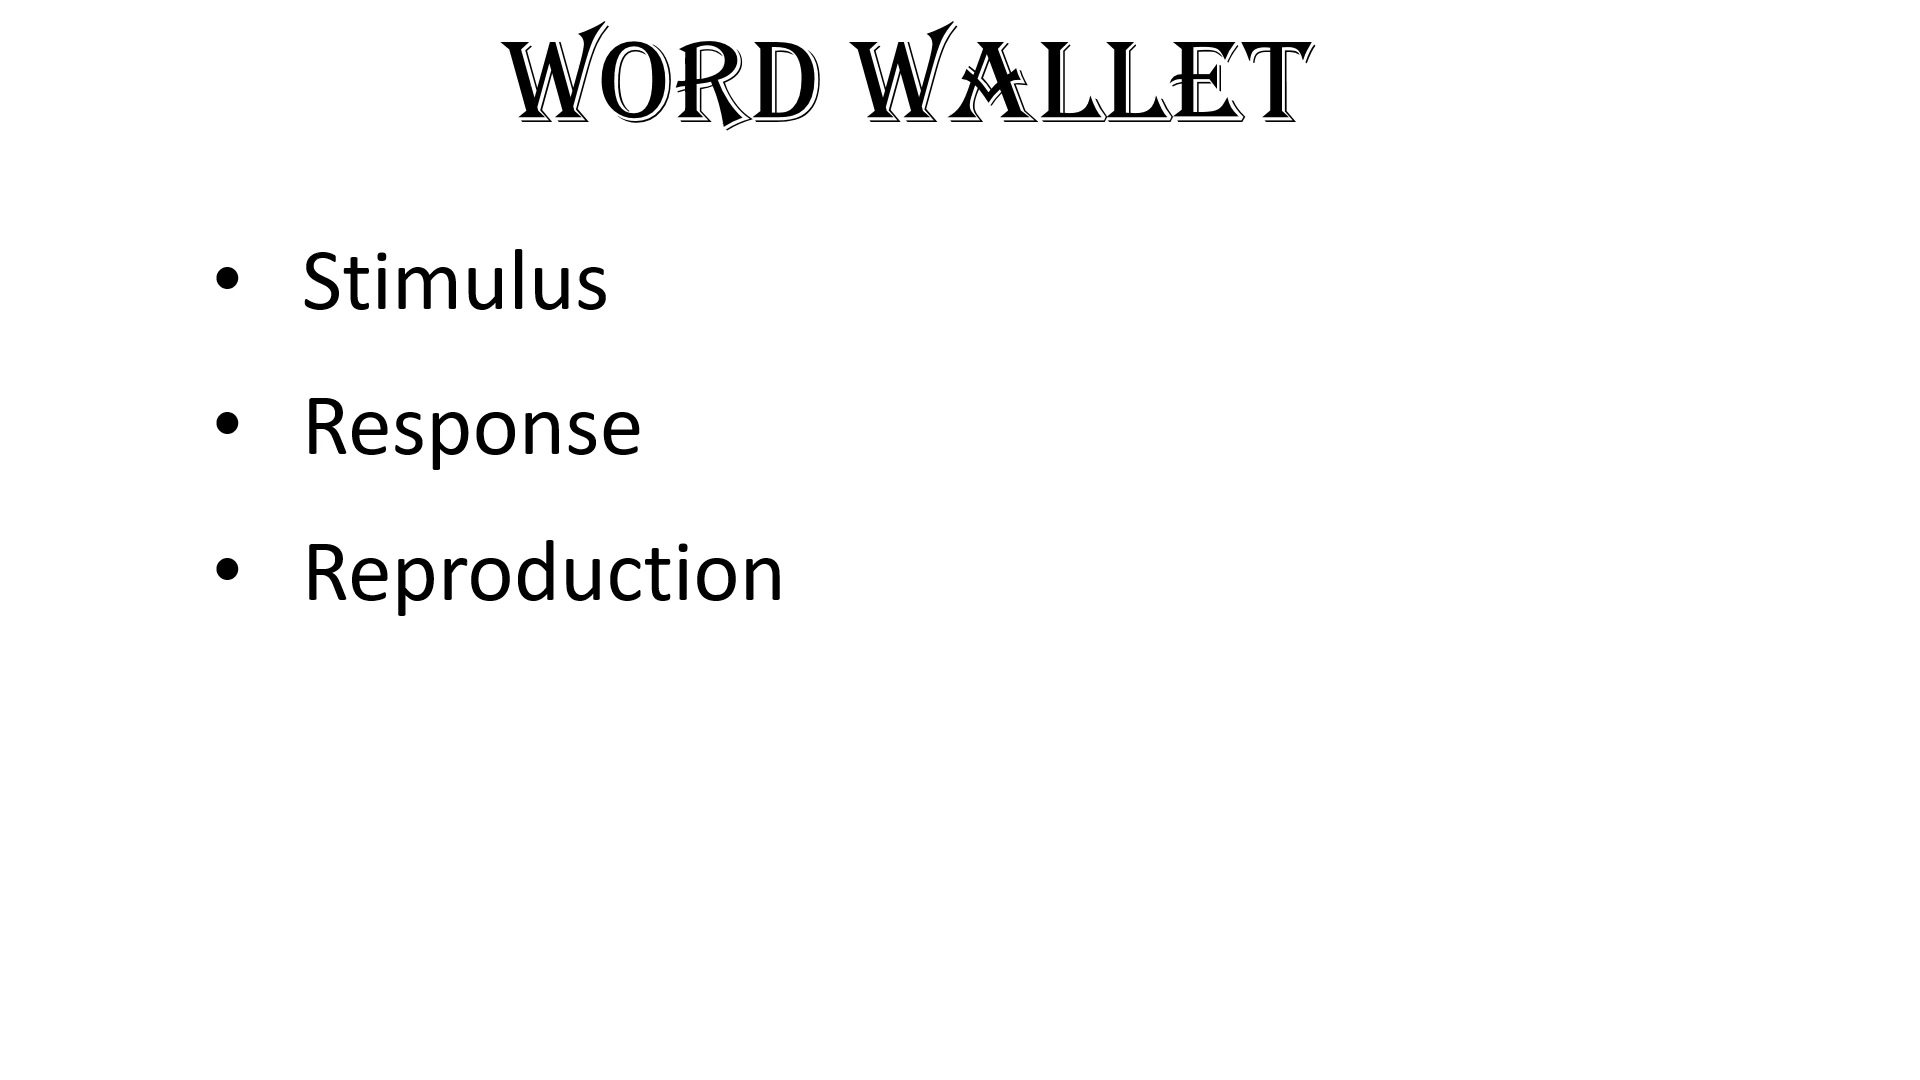 WORD WALLET
• Stimulus
• Response
• Reproduction